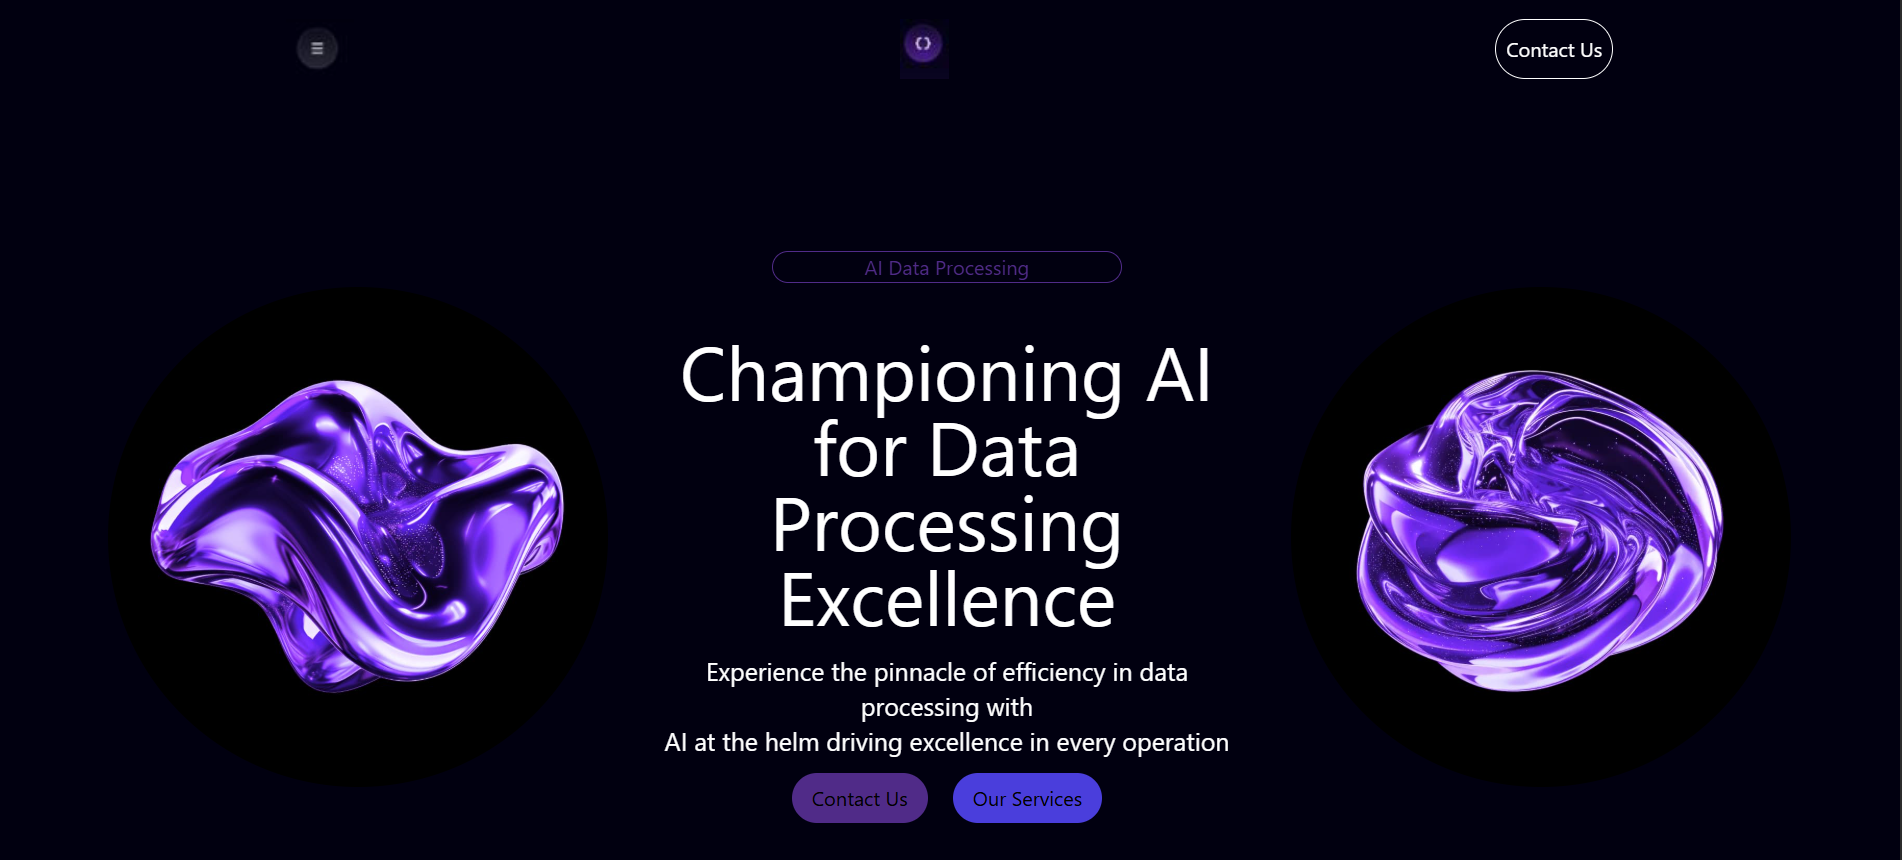 Contact Us
AI Data Processing
Championing AI
for Data
Processing
Excellence
Experience the pinnacle of efficiency in data
processing with
AI at the helm driving excellence in every operation
Contact Us
Our Services